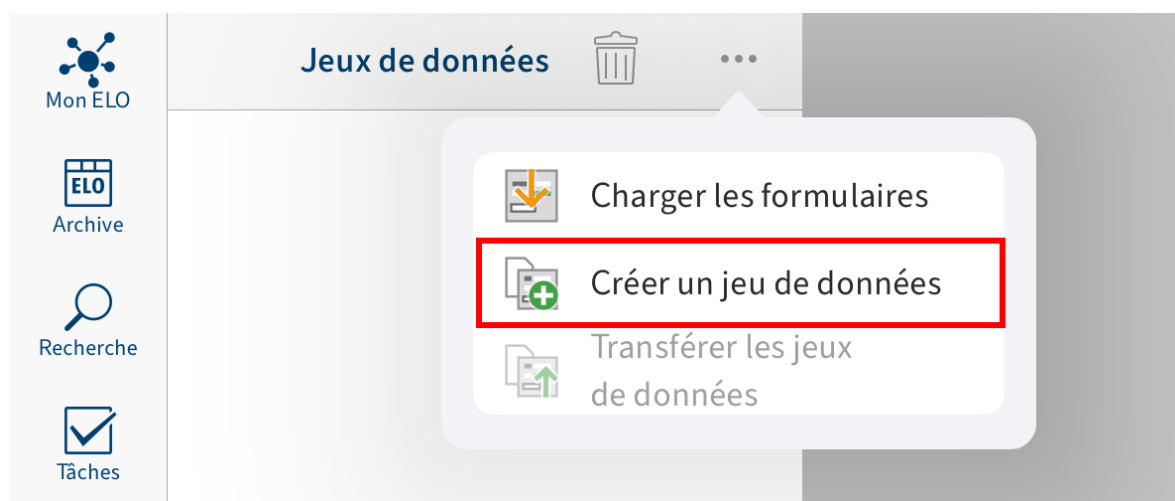 Mon ELO
ELO
Archive
Recherche
Tâches
Jeux de données
Charger les formulaires
Créer un jeu de données
Transférer les jeux
de données